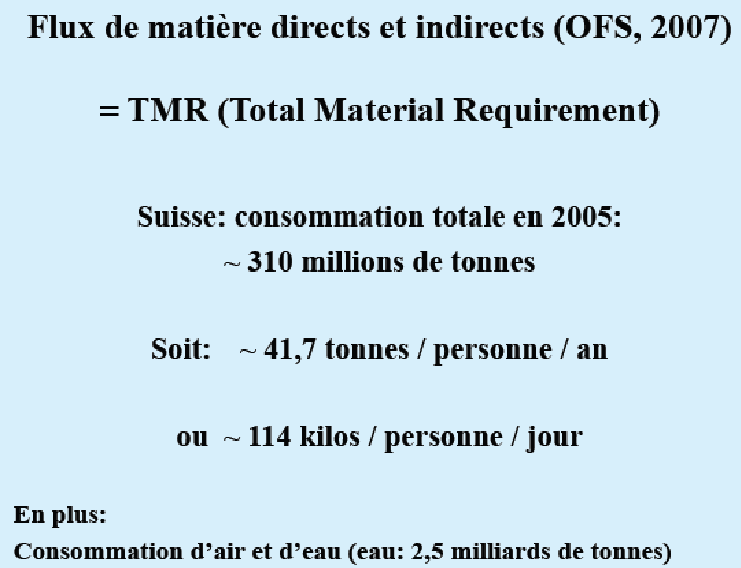 Flux de matière directs et indirects (OFS, 2007)
= TMR (Total Material Requirement)
Suisse: consommation totale en 2005:
~ 310 millions de tonnes
Soit: ~ 41,7 tonnes / personne / an
ou ~ 114 kilos / personne / jour
En plus:
Consommation d’air et d’eau (eau: 2,5 milliards de tonnes)